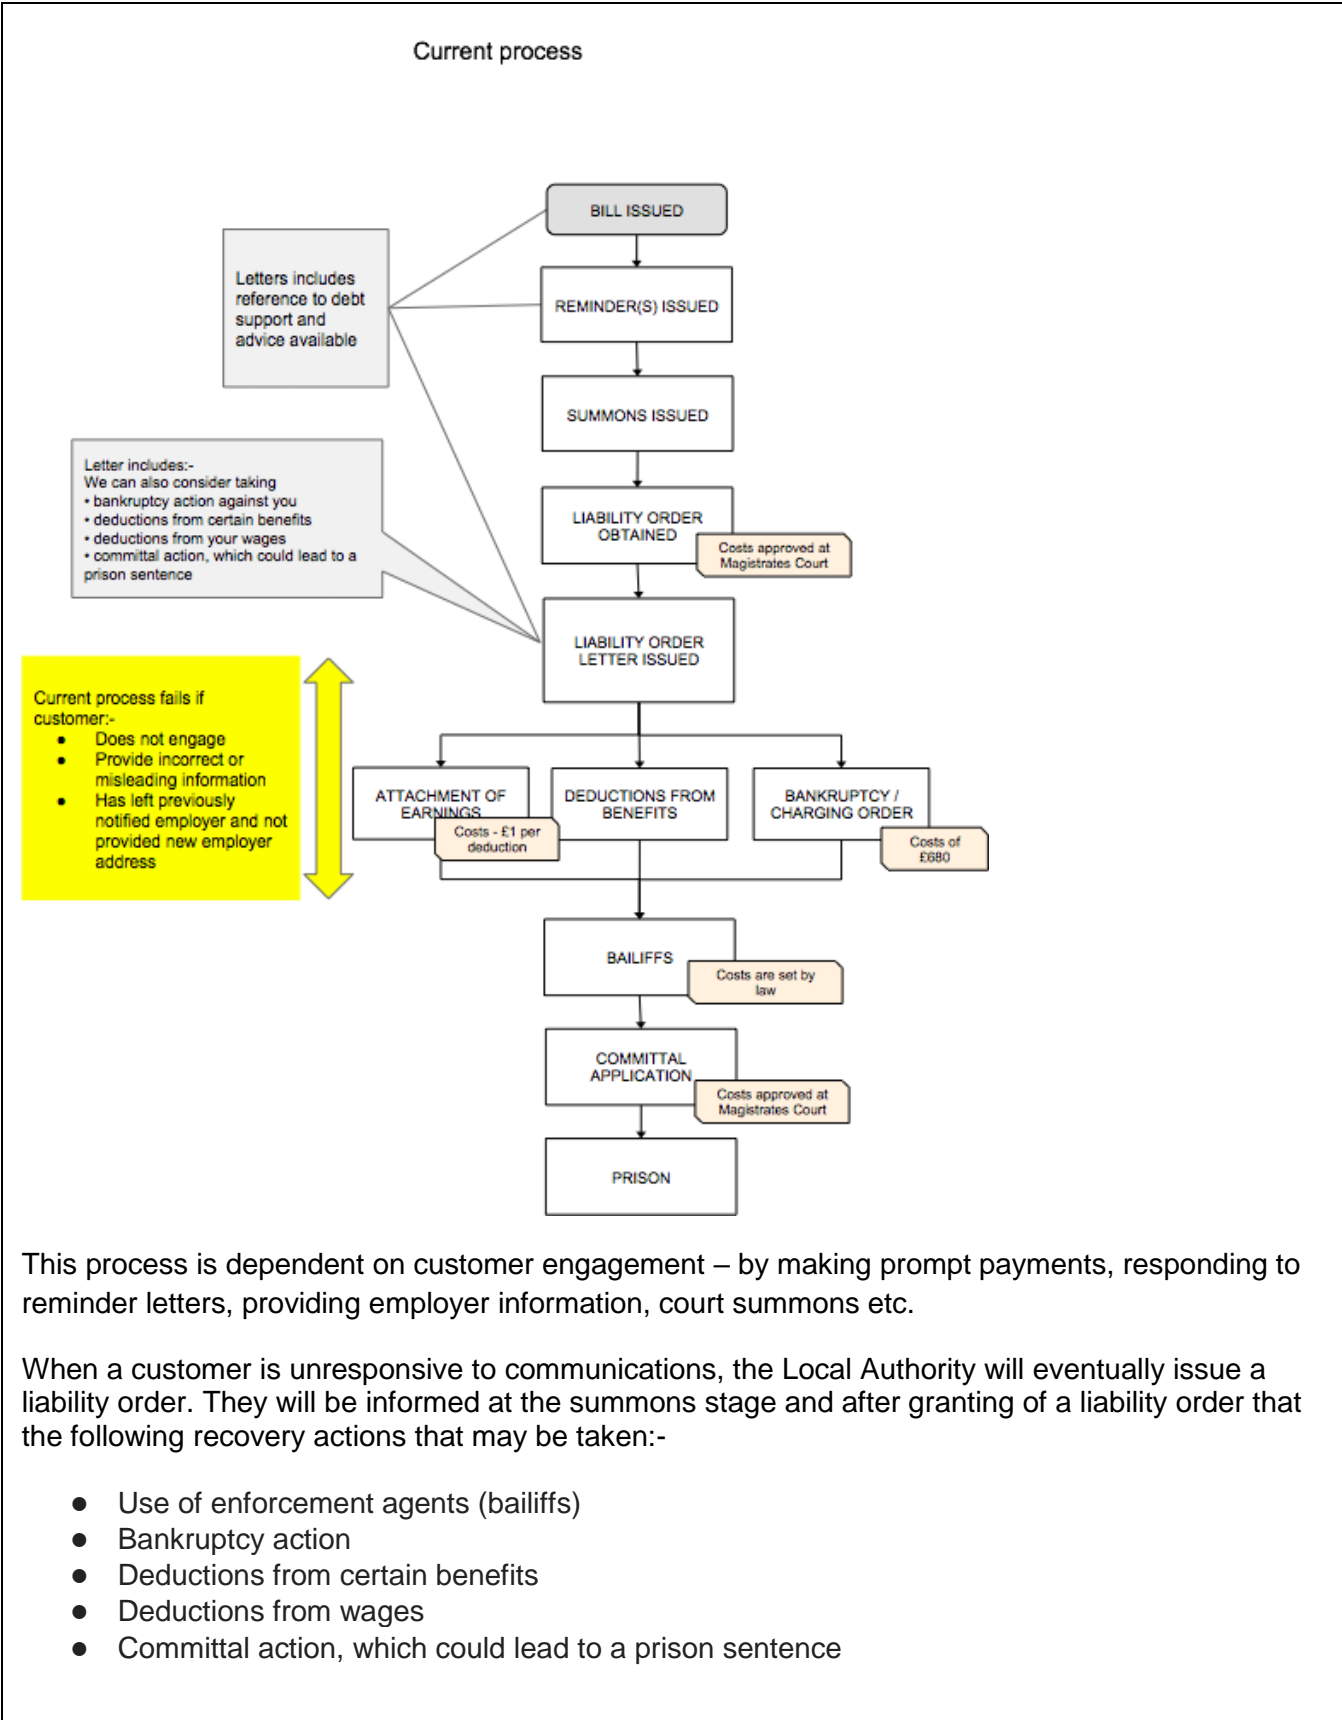 Current process
BILL ISSUED
Letters includes
reference to debt
support and
advice available
REMINDER(S) ISSUED
SUMMONS ISSUED
Letter includes:-
We can also consider taking
• bankruptcy action against you
• deductions from certain benefits
• deductions from your wages
• committal action, which could lead to a
prison sentence
LIABILITY ORDER
OBTAINED
Costs approved at
Magistrates Court
LIABILITY ORDER
LETTER ISSUED
Current process fails if
customer:-
● Does not engage
● Provide incorrect or
misleading information
● Has left previously
notified employer and not
provided new employer
address
ATTACHMENT OF
EARNINGS
Costs - £1 per
deduction
DEDUCTIONS FROM
BENEFITS
BANKRUPTCY /
CHARGING ORDER
Costs of
£680
BAILIFFS
Costs are set by
law
COMMITTAL
APPLICATION
Costs approved at
Magistrates Court
PRISON
This process is dependent on customer engagement – by making prompt payments, responding to
reminder letters, providing employer information, court summons etc.
When a customer is unresponsive to communications, the Local Authority will eventually issue a
liability order. They will be informed at the summons stage and after granting of a liability order that
the following recovery actions that may be taken:-
● Use of enforcement agents (bailiffs)
● Bankruptcy action
● Deductions from certain benefits
● Deductions from wages
● Committal action, which could lead to a prison sentence